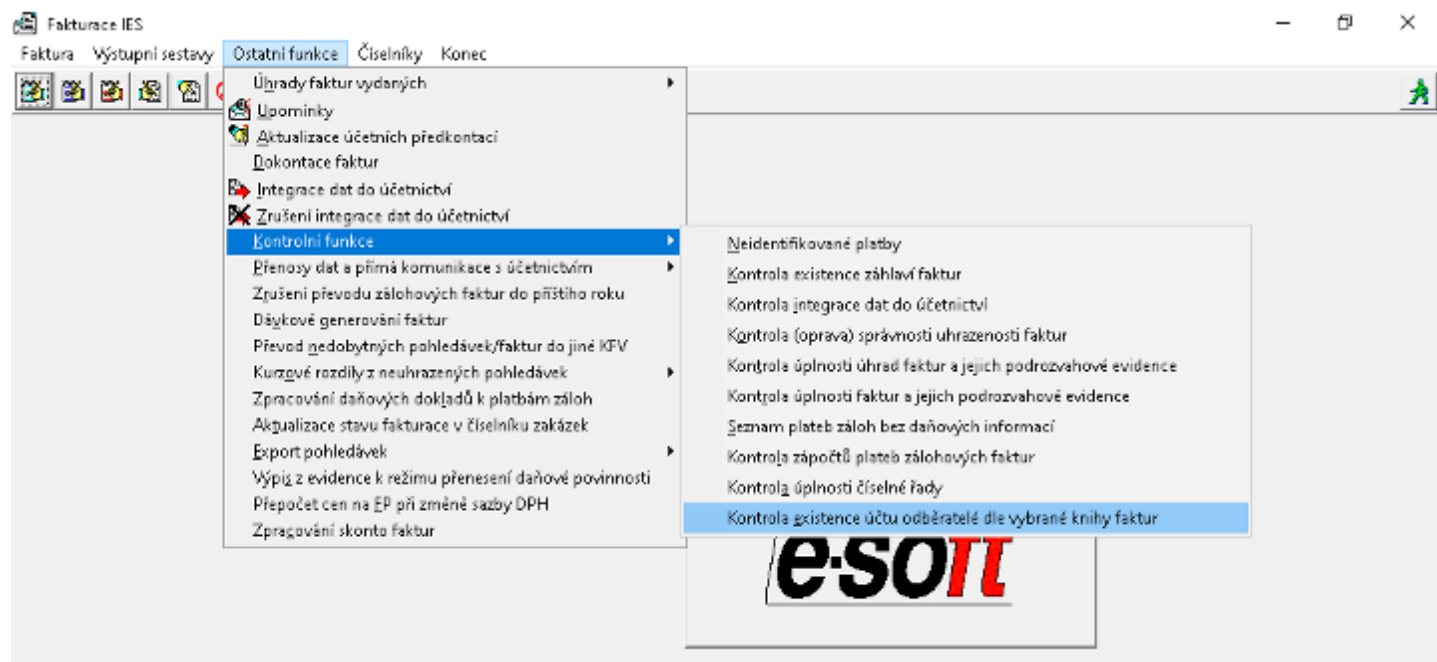 Fakturace IES
Faktura Výstupní sestavy Ostatní funkce Číselníky Konec
Úhrady faktur vydaných
Upomínky
Aktualizace účetních předkontací
Dokontace faktur
Integrace dat do účetnictví
Zrušení integrace dat do účetnictví
Kontrolní funkce
Přenosy dat a přímá komunikace s účetnictvím
Zrušení převodu zálohových faktur do příštího roku
Dávkové generování faktur
Převod nedobytných pohledávek/faktur do jiné KFV
Kurzové rozdíly z neuhrazených pohledávek
Zpracování daňových dokladů k platbám záloh
Aktualizace stavu fakturace v číselníku zakázek
Export pohledávek
Výpis z evidence k režimu přenesení daňové povinnosti
Přepočet cen na EP při změně sazby DPH
Zpracování skonto faktur
Neidentifikované platby
Kontrola existence záhlaví faktur
Kontrola integrace dat do účetnictví
Kontrola (oprava) správnosti uhrazenosti faktur
Kontrola úplnosti úhrad faktur a jejich podrozvahové evidence
Kontrola úplnosti faktur a jejich podrozvahové evidence
Seznam plateb záloh bez daňových informací
Kontrola zápočtů plateb zálohových faktur
Kontrola úplnosti číselné řady
Kontrola existence účtu odběratelé dle vybrané knihy faktur
e·soft